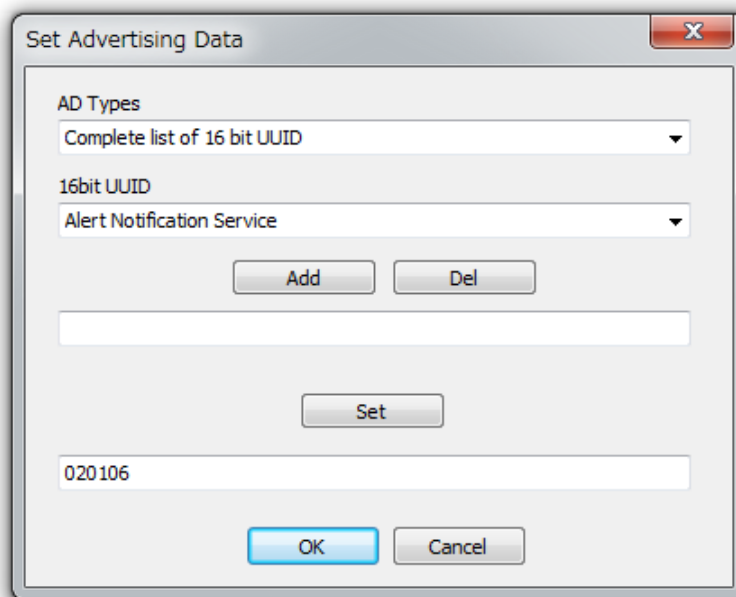 Set Advertising Data
AD Types
Complete list of 16 bit UUID
16bit UUID
Alert Notification Service
Add Del
Set
020106
OK Cancel